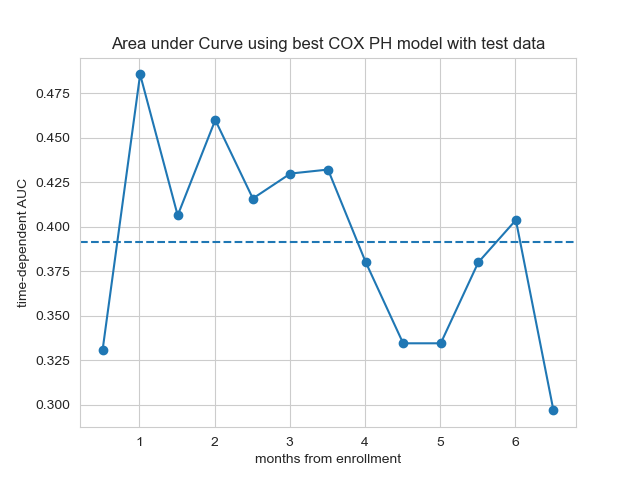 Area under Curve using best COX PH model with test data
time-dependent AUC
0.475
0.450
0.425
0.400
0.375
0.350
0.325
0.300
1 2 3 4 5 6
months from enrollment